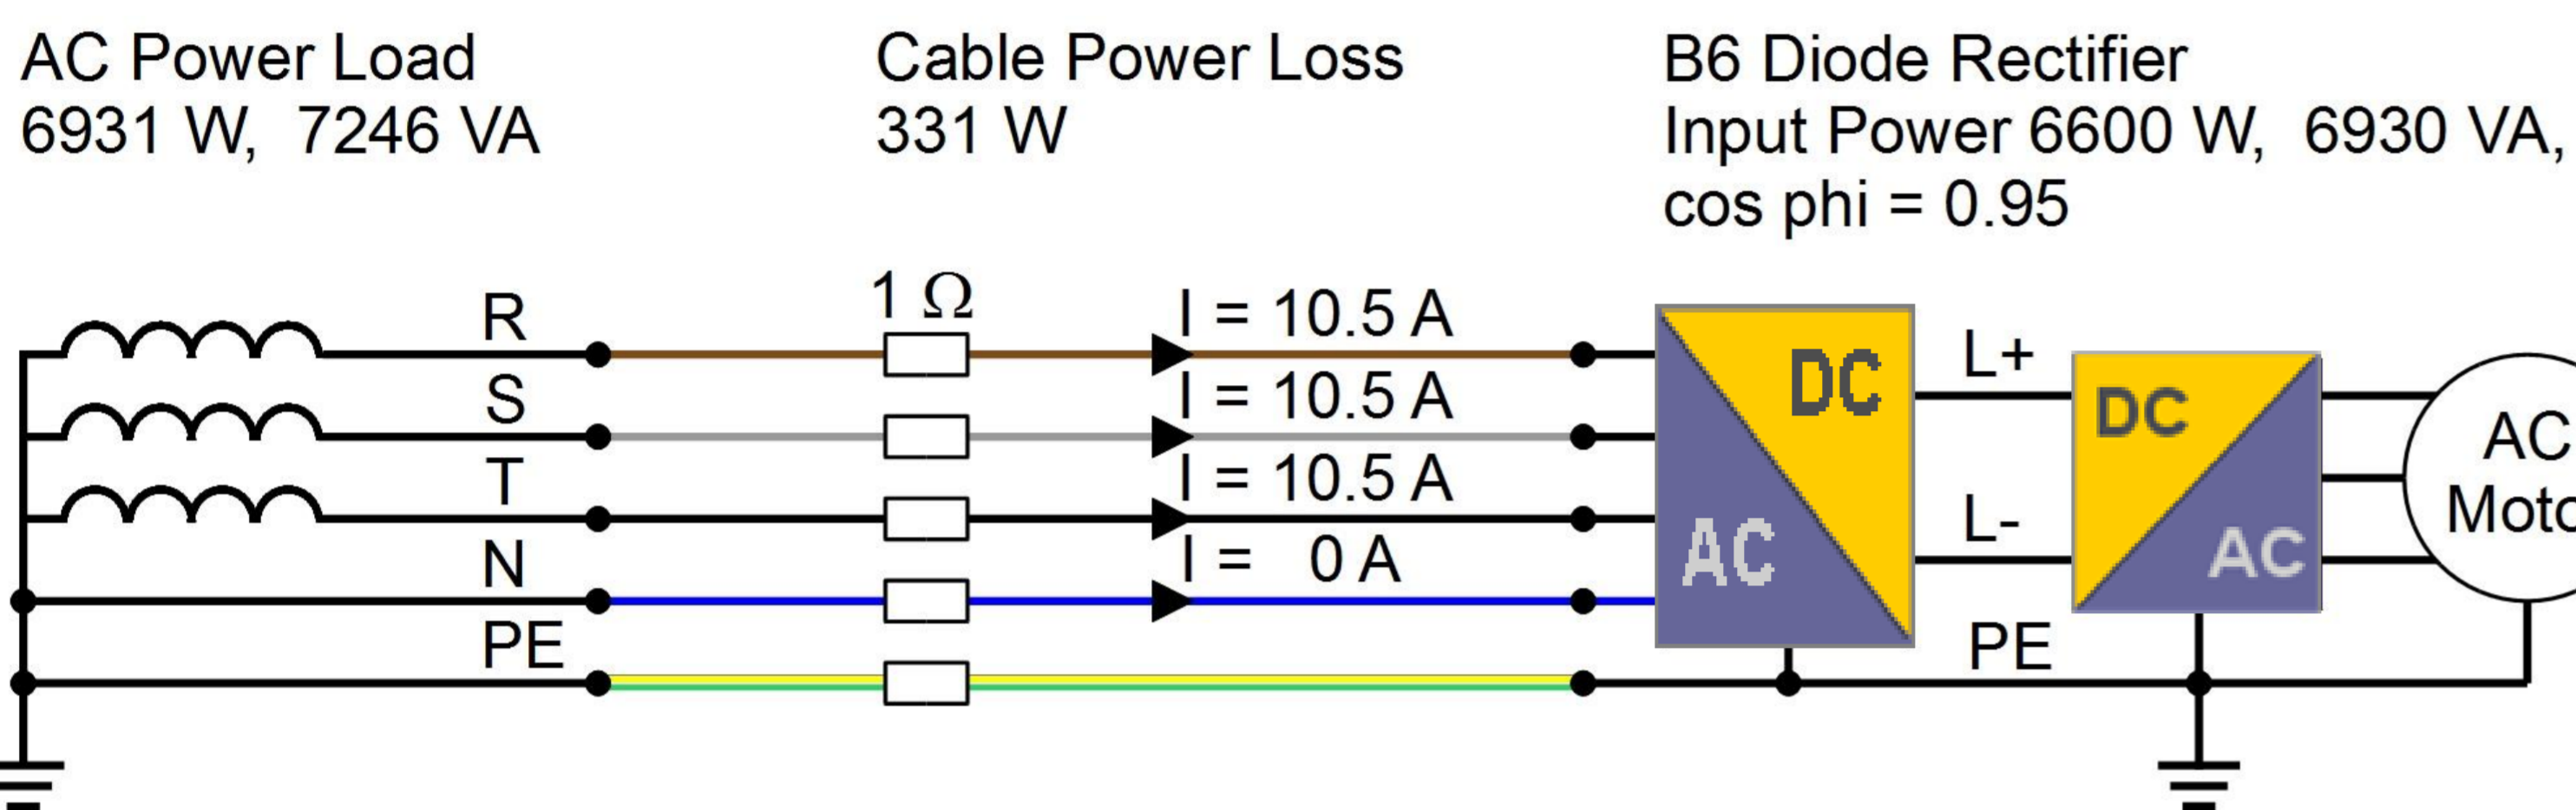 AC Power Load
6931 W, 7246 VA
Cable Power Loss
331 W
B6 Diode Rectifier
Input Power 6600 W, 6930 VA,
cos phi = 0.95
1 Ω
R
I = 10.5 A
S
I = 10.5 A
T
I = 10.5 A
N
I = 0 A
PE
DC
AC
L+
L-
PE
DC
AC
AC
Moto